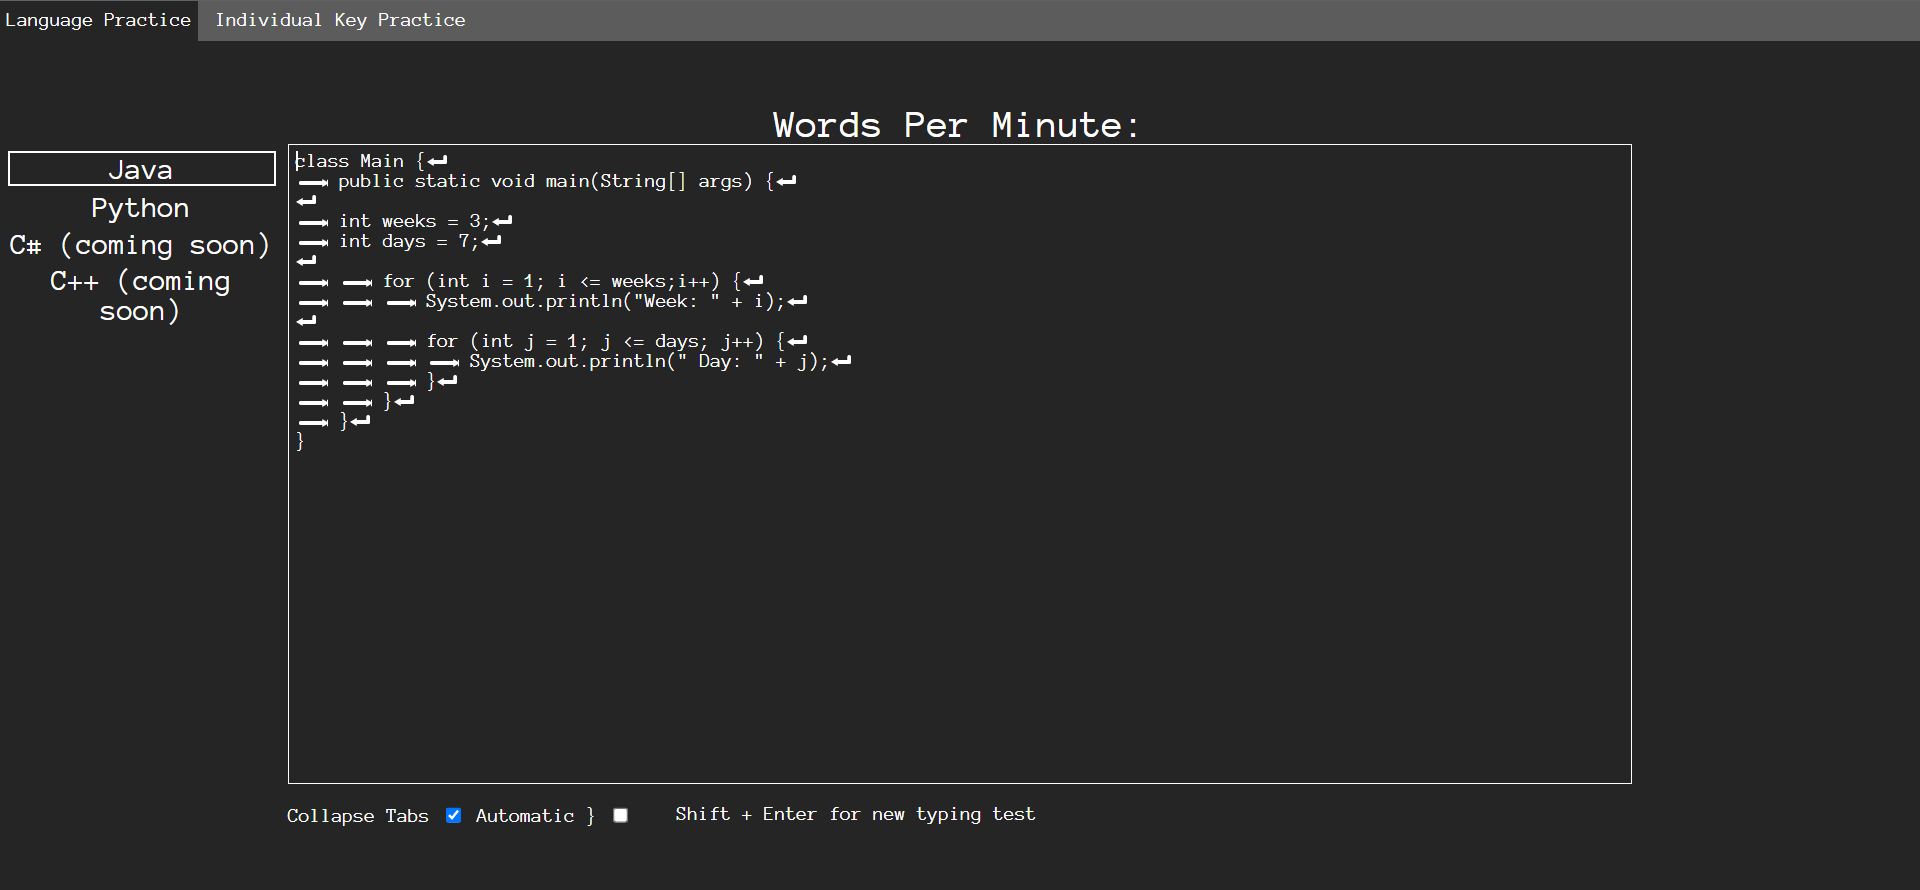 Language Practice Individual Key Practice
Words Per Minute:
Java
Python
C# (coming soon)
C++ (coming
soon)
class Main {
public static void main(String[] args) {
int weeks = 3;
int days = 7;
for (int i = 1; i <= weeks;i++) {
System.out.println("Week: " + i);
for (int j = 1; j <= days; j++) {
System.out.println(" Day: " + j);
}
}
}
}
Collapse Tabs Automatic } Shift + Enter for new typing test